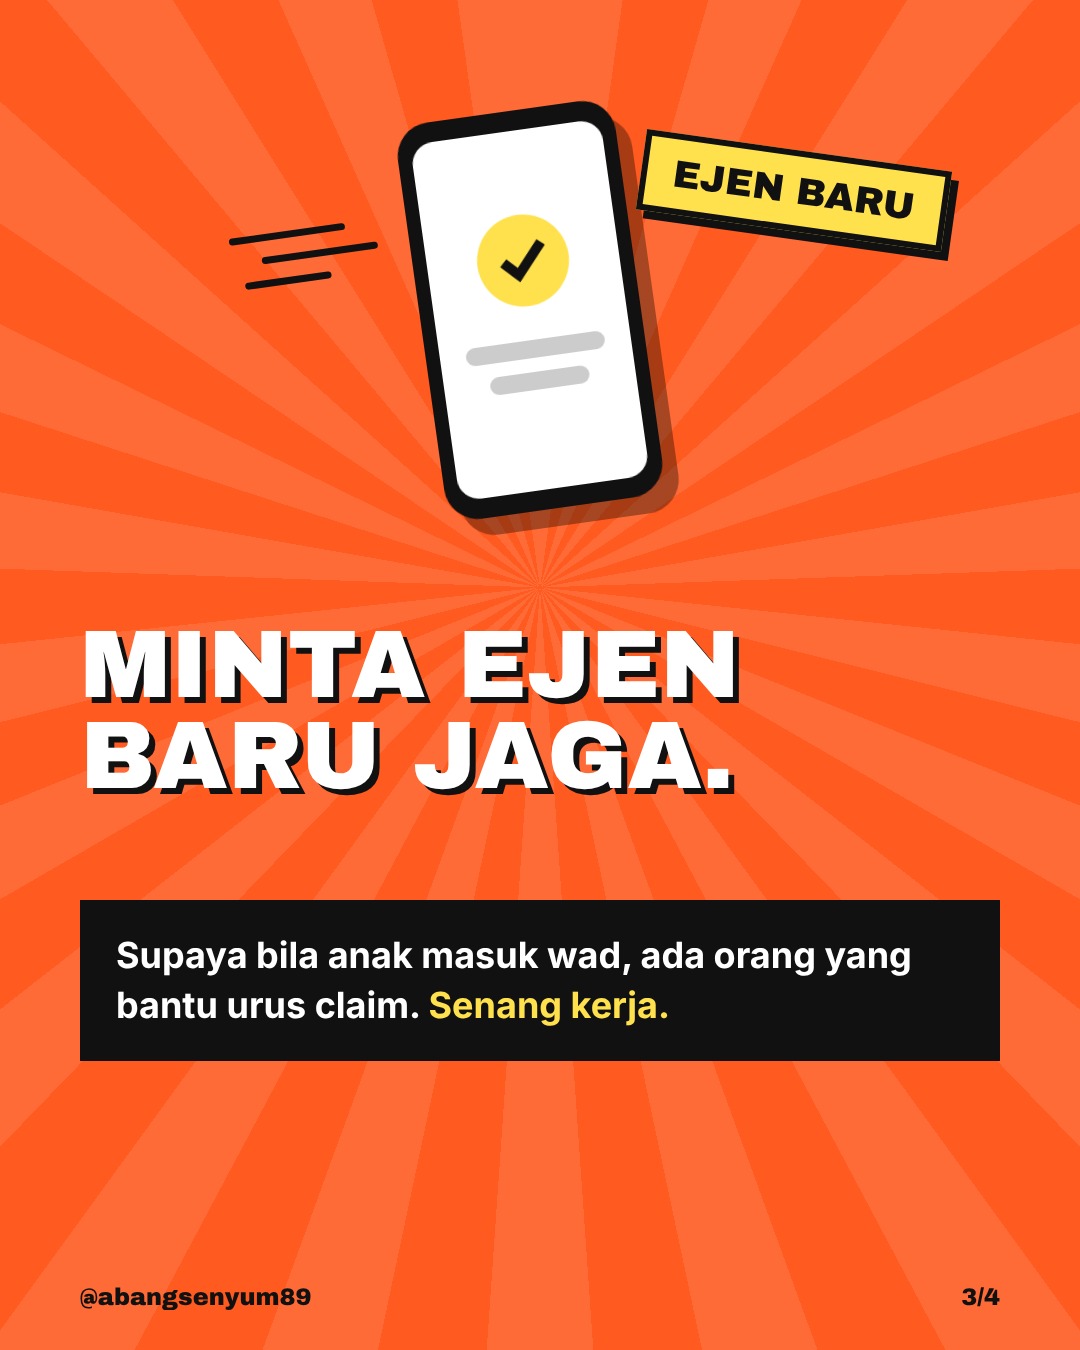 EJEN BARU
MINTA EJEN
BARU JAGA.
Supaya bila anak masuk wad, ada orang yang
bantu urus claim. Senang kerja.
@abangsenyum89
3/4